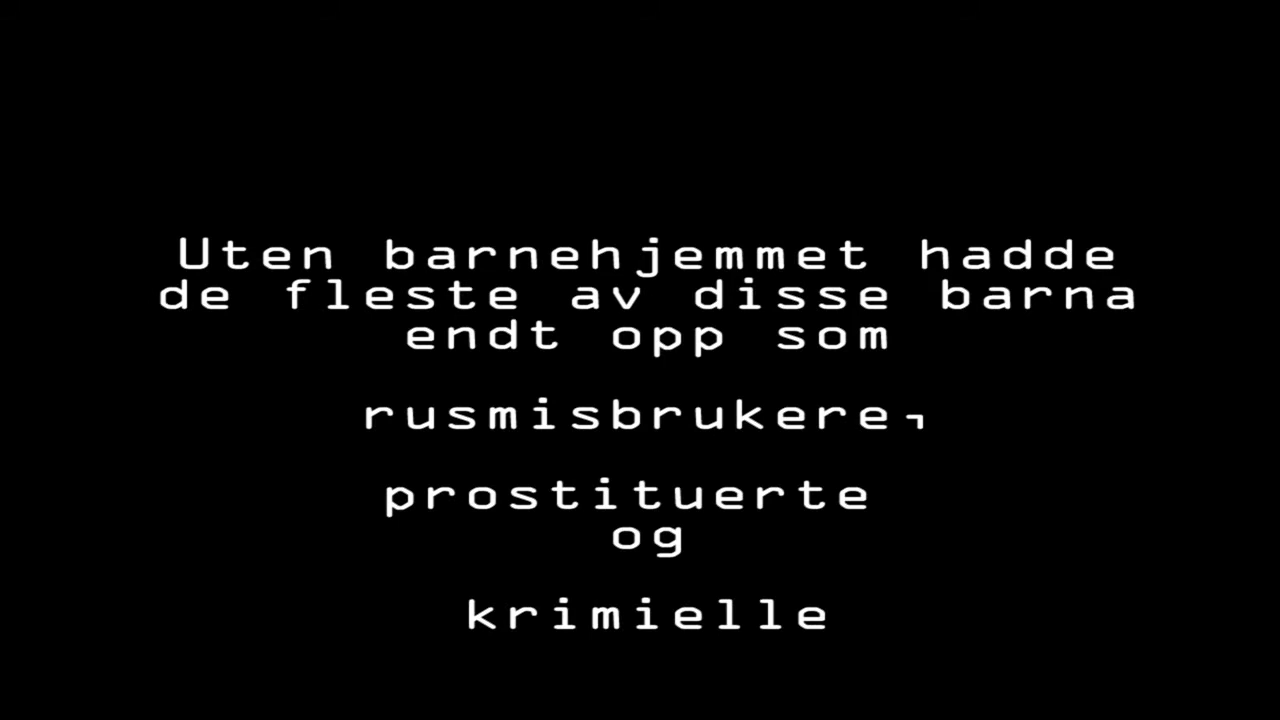 Uten barnehjemmet hadde
de fleste av disse barna
endt opp som
rusmisbrukere,
prostituerte
og
krimielle